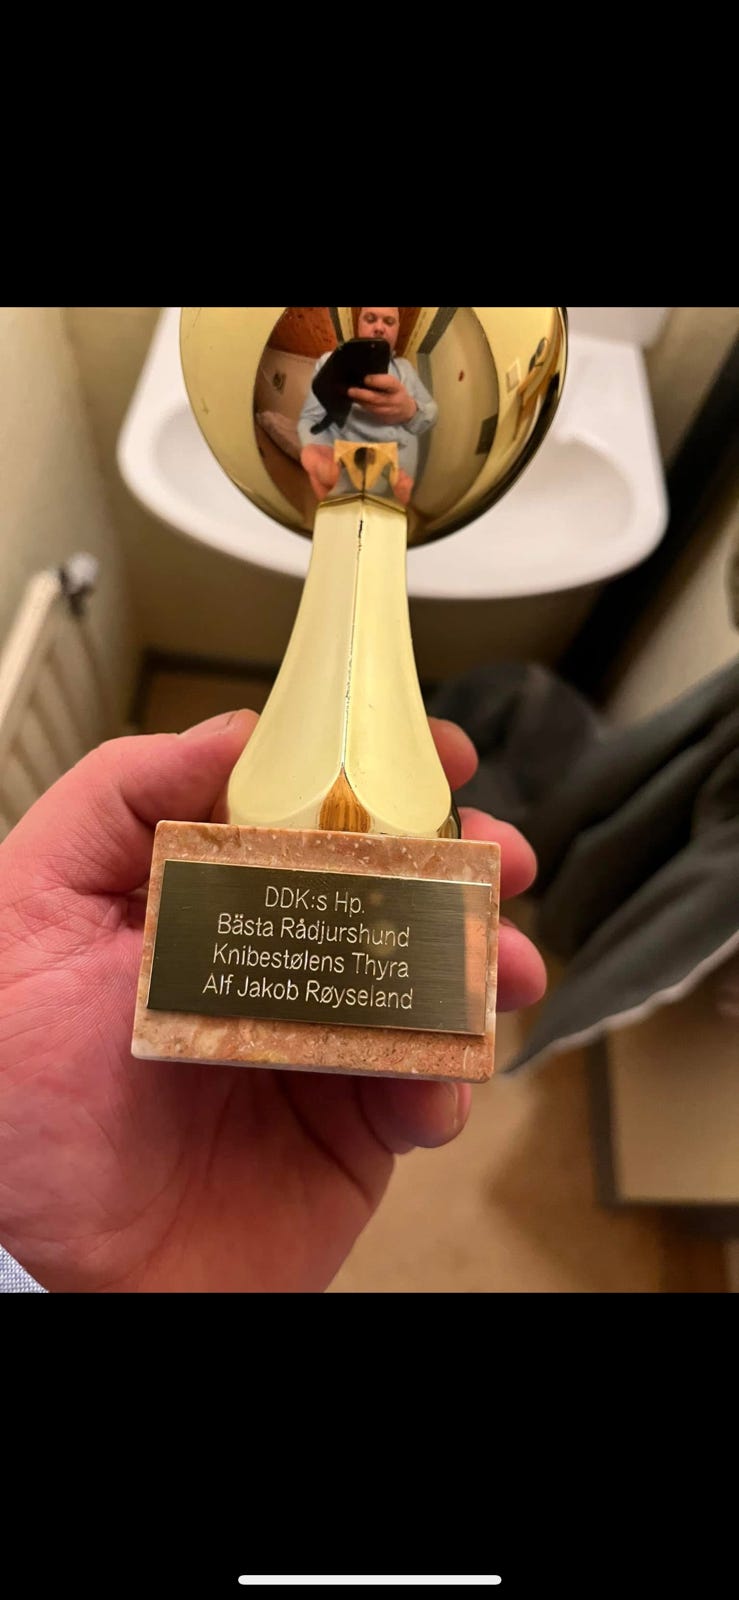 DDK:s Hp.
Bästa Rådjurshund
Knibestølens Thyra
Alf Jakob Røyseland